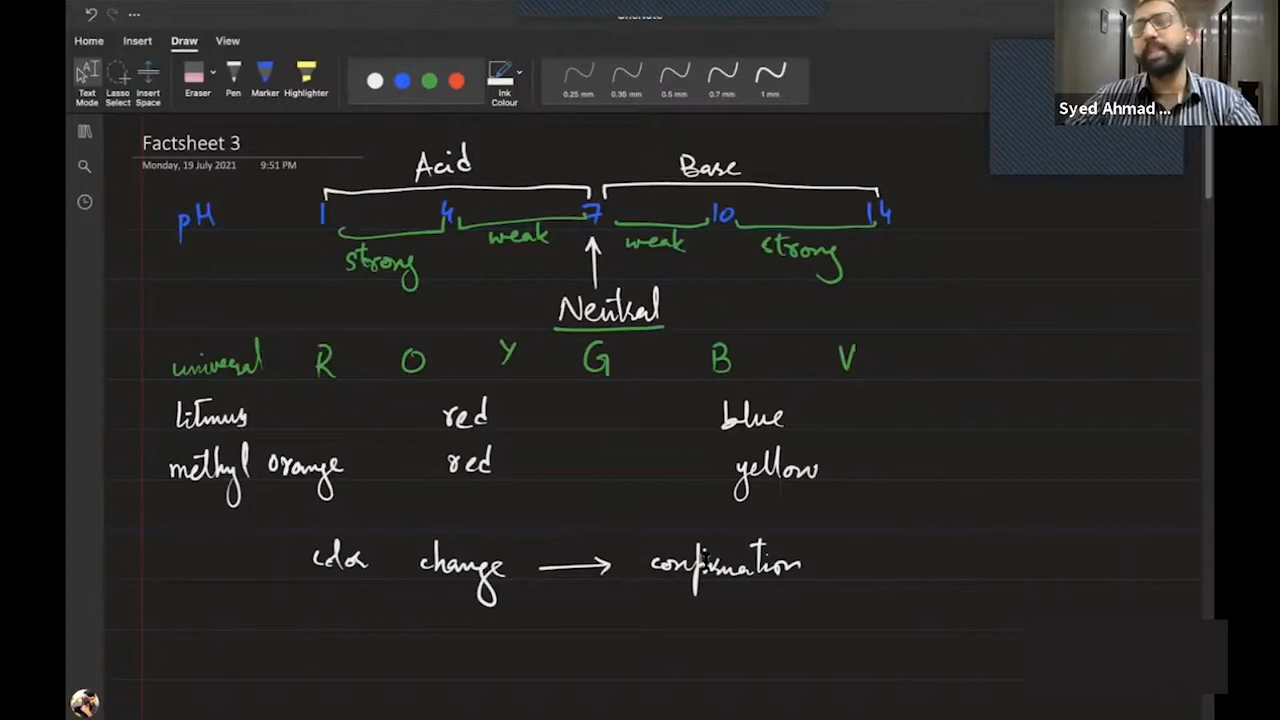 OneNote
Home Insert Draw View
Text Mode Lasso Select Insert Space Eraser Pen Marker Highlighter Ink Colour 0.25 mm 0.35 mm 0.5 mm 0.7 mm 1 mm
Syed Ahmad ...
Factsheet 3
Monday, 19 July 2021 9:51 PM
Acid Base
pH 1 4 7 10 14
strong weak weak strong
Neutral
universal R O Y G B V
litmus red blue
methyl orange red yellow
color change → confirmation